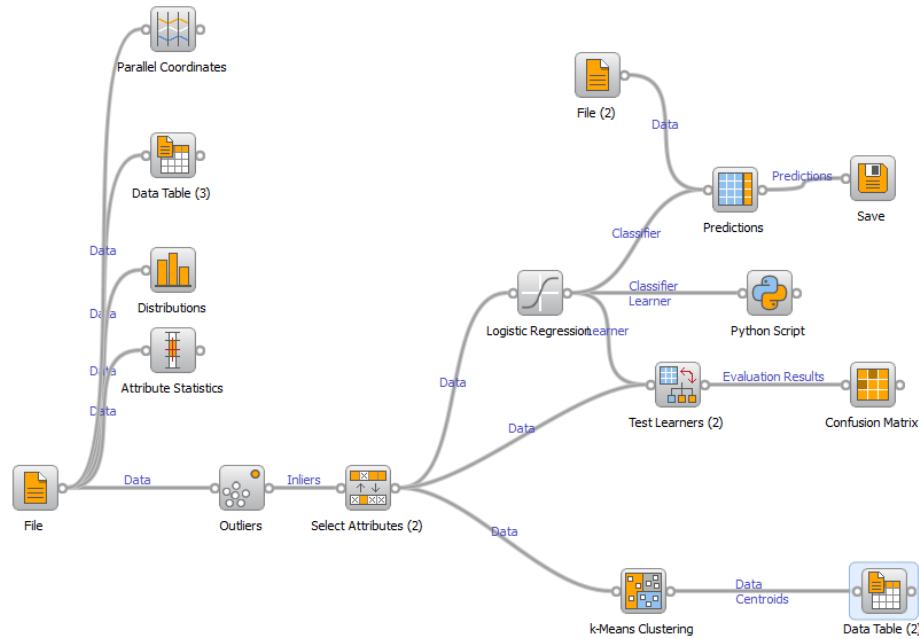 Parallel Coordinates
File (2)
Data
Data Table (3)
Predictions
Save
Predictions
Classifier
Data
Distributions
Classifier
Learner
Logistic Regression
Learner
Python Script
Data
Attribute Statistics
Data
Data
Data
Evaluation Results
Test Learners (2)
Confusion Matrix
Data
Data
Inliers
File
Outliers
Select Attributes (2)
Data
Data
Centroids
k-Means Clustering
Data Table (2)